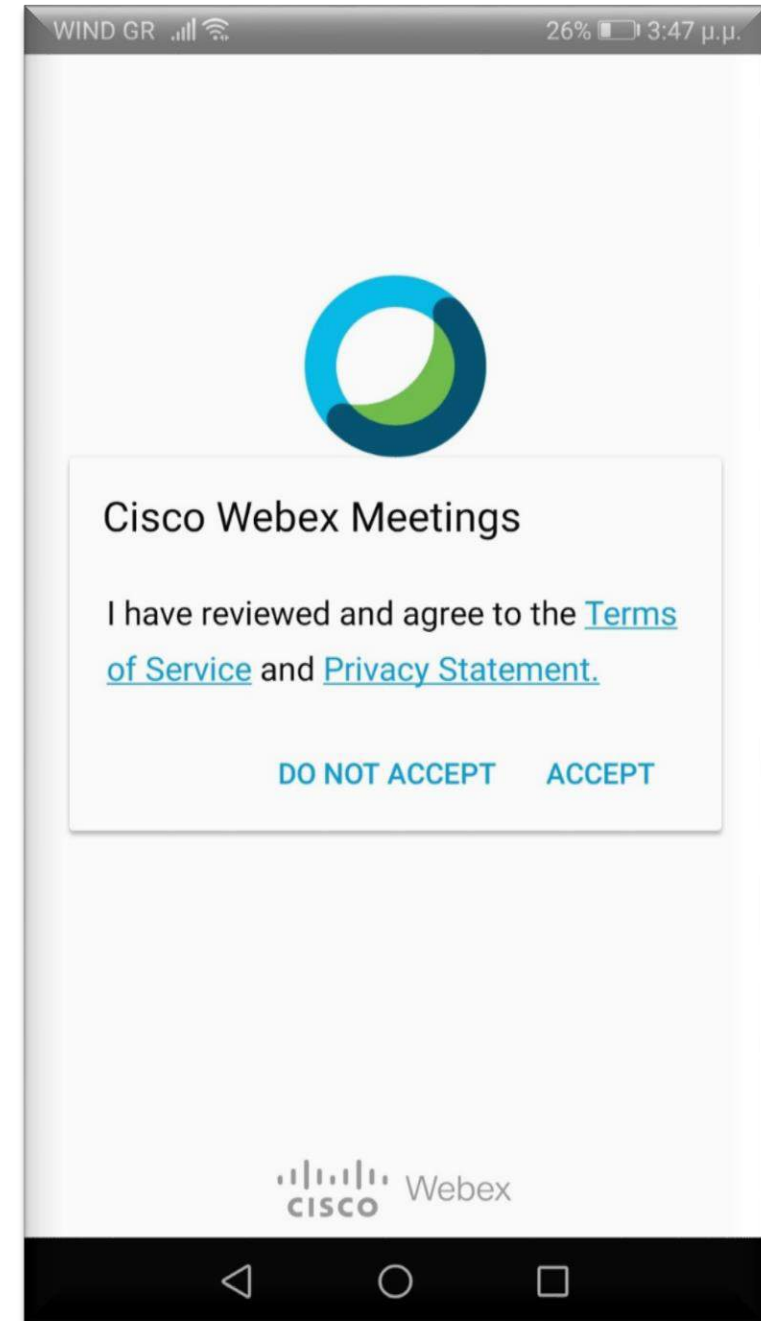 WIND GR 26% 3:47 μ.μ.
Cisco Webex Meetings
I have reviewed and agree to the Terms
of Service and Privacy Statement.
DO NOT ACCEPT ACCEPT
CISCO Webex